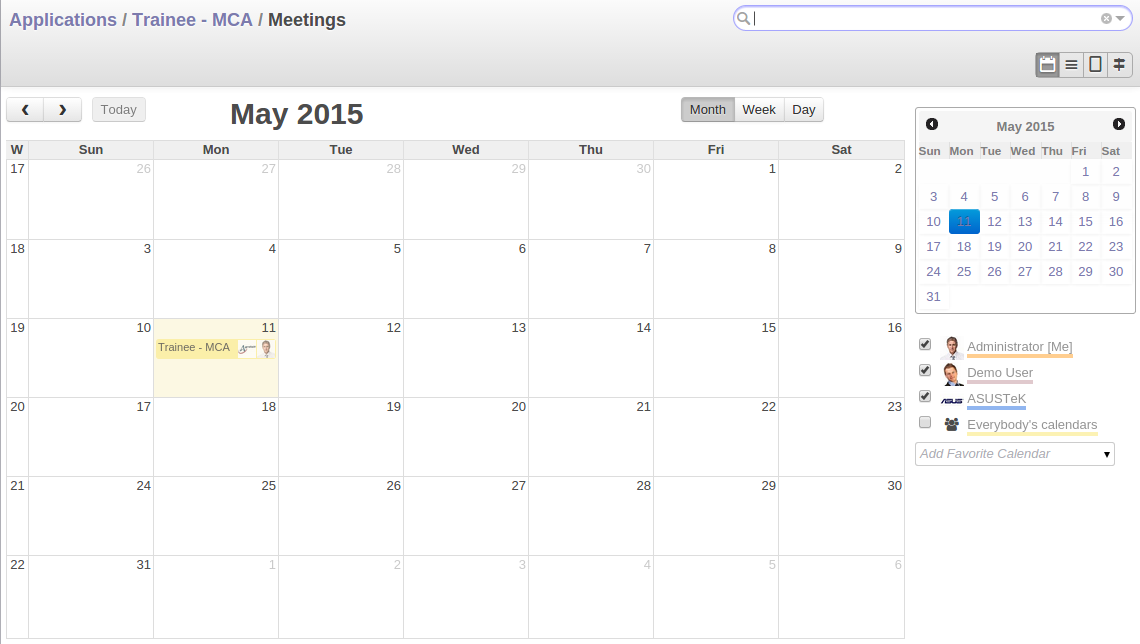 Applications / Trainee - MCA / Meetings
Today
May 2015
Month Week Day
W Sun Mon Tue Wed Thu Fri Sat
17 26 27 28 29 30 1 2
18 3 4 5 6 7 8 9
19 10 11 12 13 14 15 16
Trainee - MCA
20 17 18 19 20 21 22 23
21 24 25 26 27 28 29 30
22 31 1 2 3 4 5 6
May 2015
Sun Mon Tue Wed Thu Fri Sat
1 2
3 4 5 6 7 8 9
10 11 12 13 14 15 16
17 18 19 20 21 22 23
24 25 26 27 28 29 30
31
Administrator [Me]
Demo User
ASUS ASUSTeK
Everybody's calendars
Add Favorite Calendar